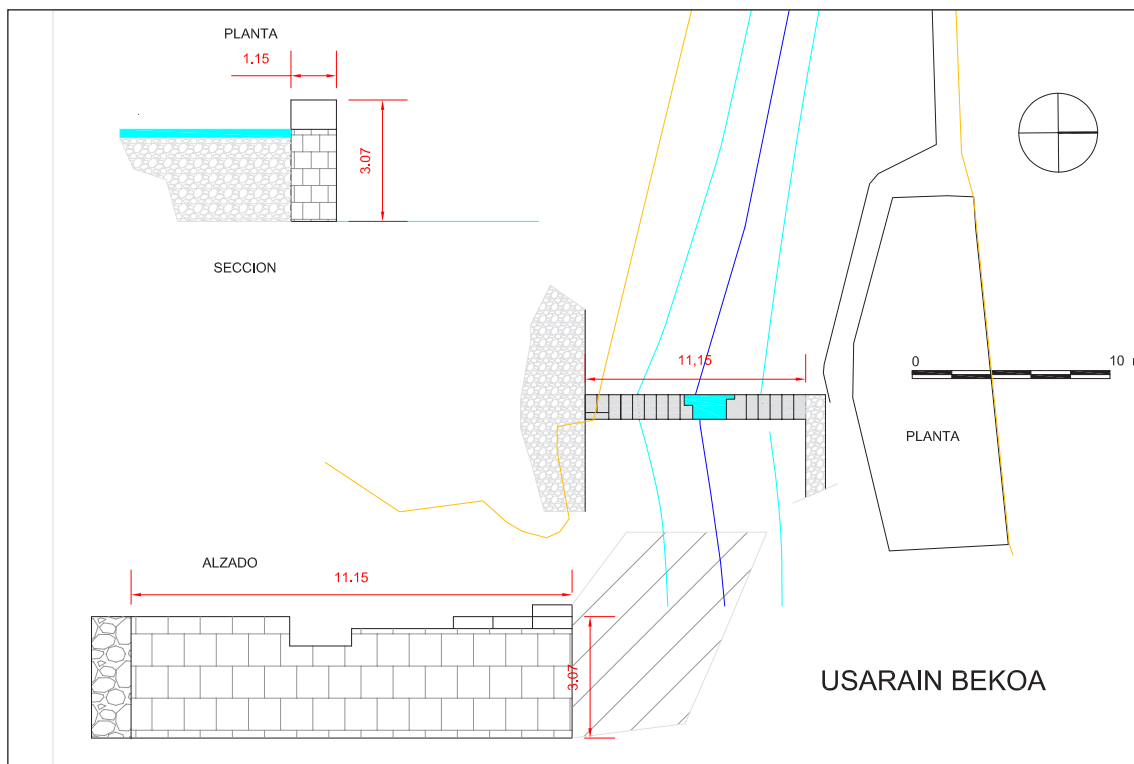 PLANTA
1.15
3.07
SECCION
11,15
0 10
PLANTA
ALZADO
11.15
3.07
USARAIN BEKOA